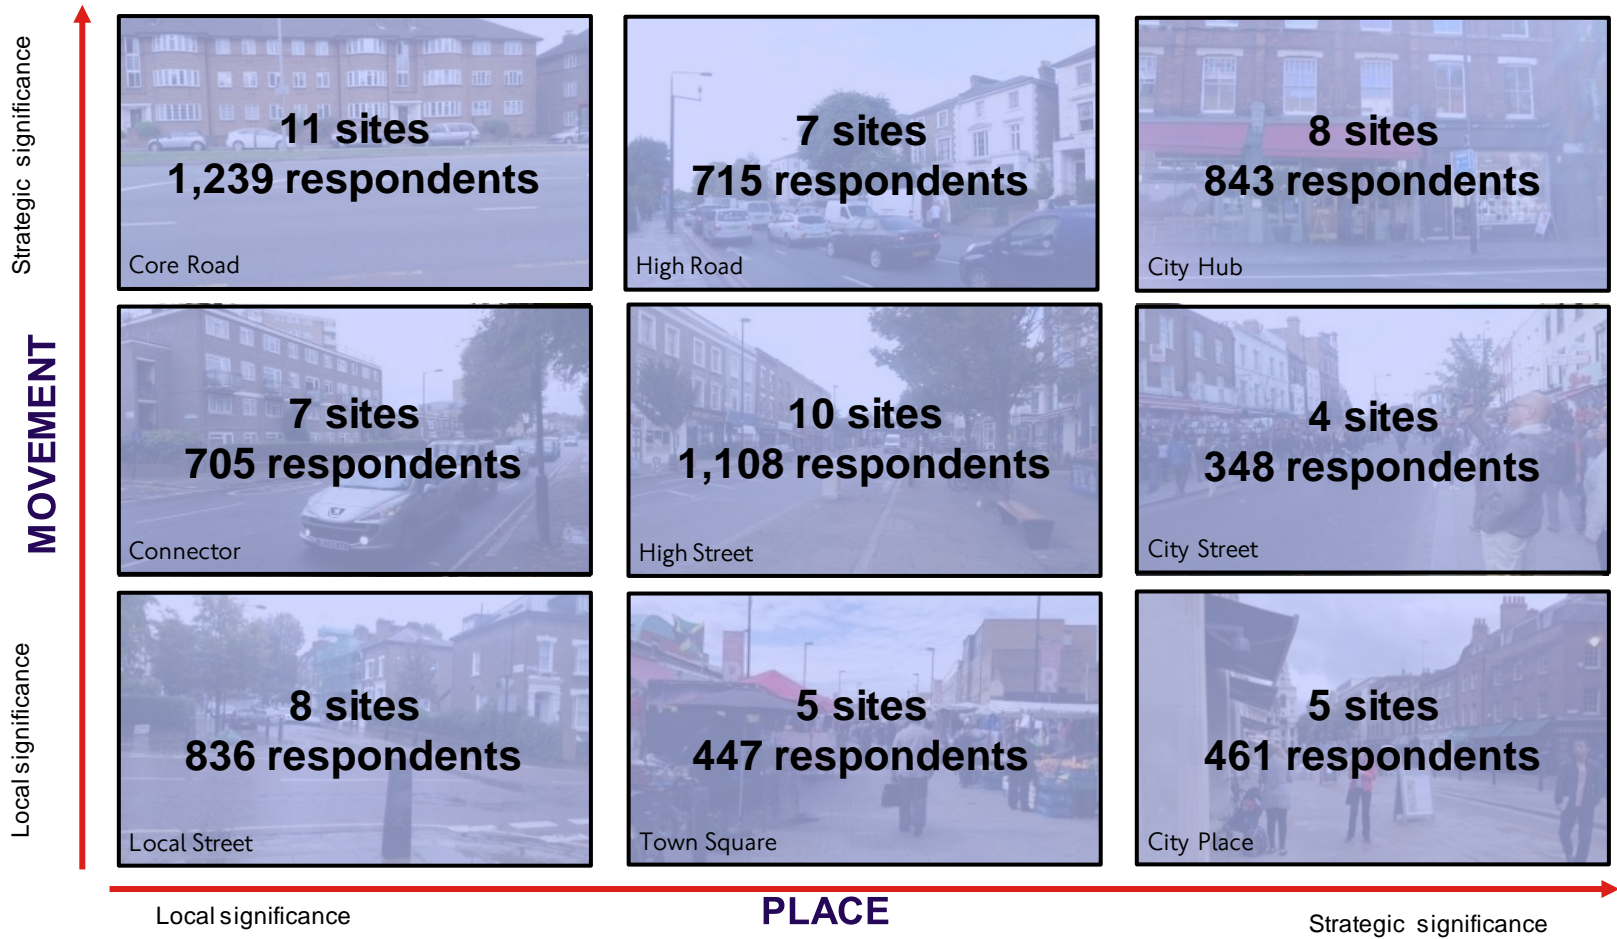 Strategic significance
11 sites
1,239 respondents
Core Road
7 sites
715 respondents
High Road
8 sites
843 respondents
City Hub
MOVEMENT
7 sites
705 respondents
Connector
10 sites
1,108 respondents
High Street
4 sites
348 respondents
City Street
Local significance
8 sites
836 respondents
Local Street
5 sites
447 respondents
Town Square
5 sites
461 respondents
City Place
Local significance
PLACE
Strategic significance